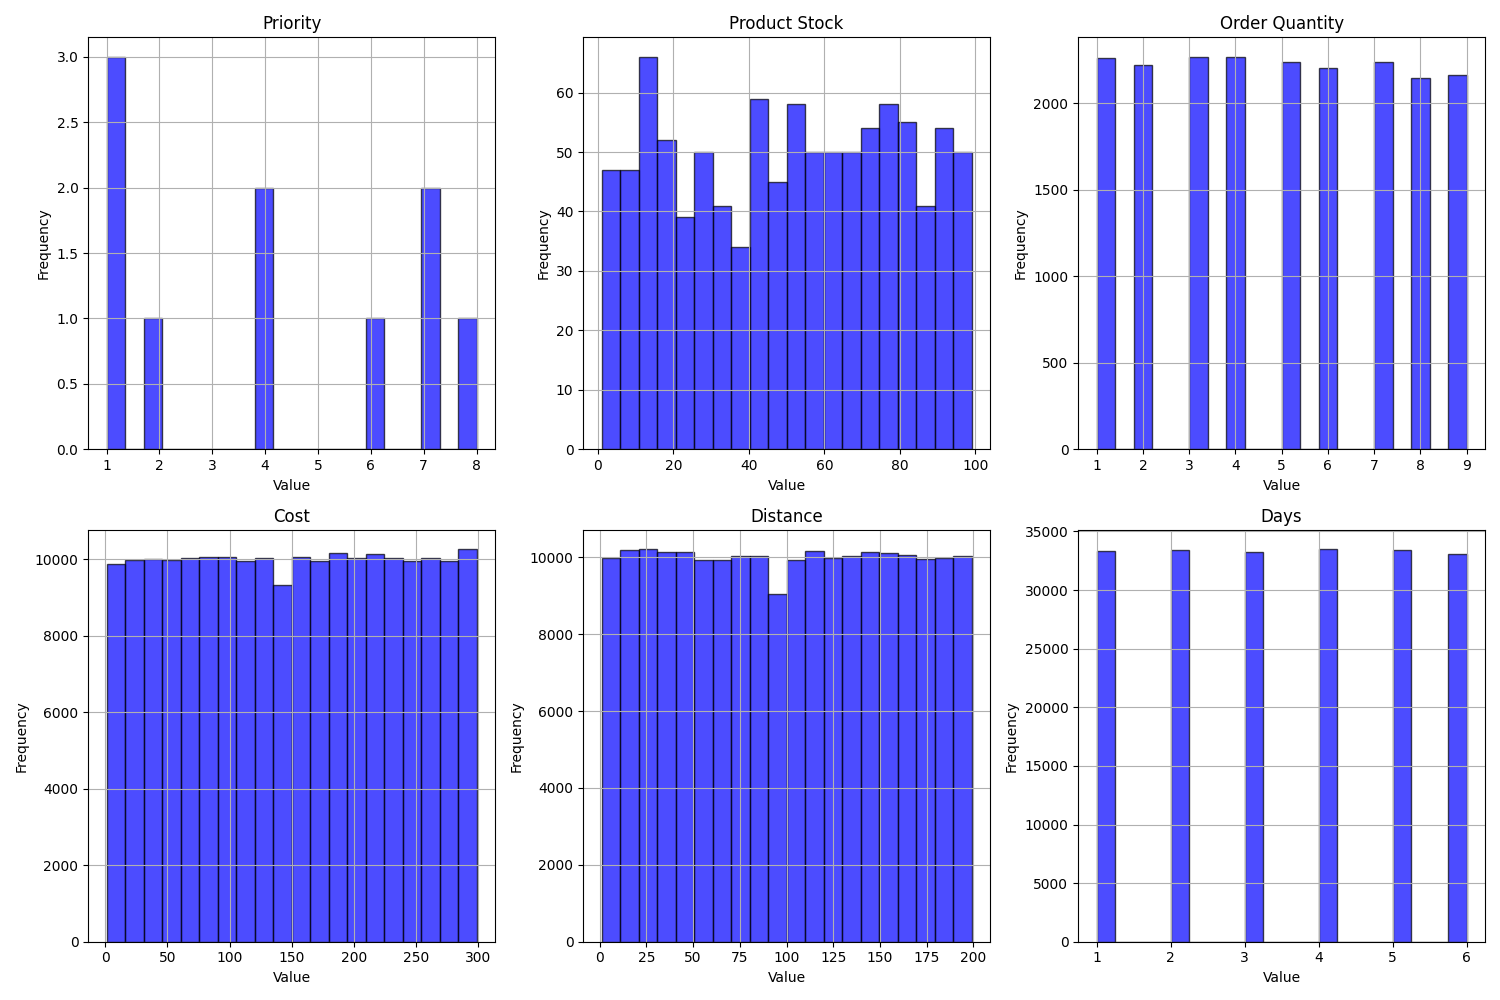 Priority
Product Stock
Order Quantity
Frequency
3.0
2.5
2.0
1.5
1.0
0.5
0.0
1 2 3 4 5 6 7 8
Value
Frequency
60
50
40
30
20
10
0
0 20 40 60 80 100
Value
Frequency
2000
1500
1000
500
0
1 2 3 4 5 6 7 8 9
Value
Cost
Distance
Days
Frequency
10000
8000
6000
4000
2000
0
0 50 100 150 200 250 300
Value
Frequency
10000
8000
6000
4000
2000
0
0 25 50 75 100 125 150 175 200
Value
Frequency
35000
30000
25000
20000
15000
10000
5000
0
1 2 3 4 5 6
Value